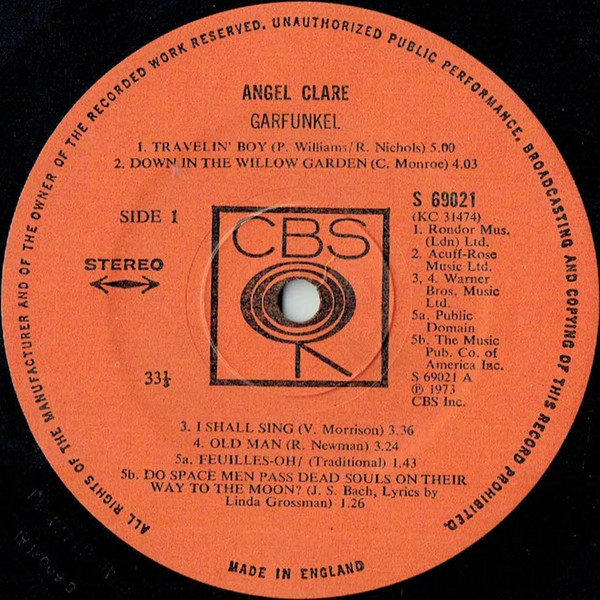 ALL RIGHTS OF THE MANUFACTURER AND OF THE OWNER OF THE RECORDED WORK RESERVED. UNAUTHORIZED PUBLIC PERFORMANCE, BROADCASTING AND COPYING OF THIS RECORD PROHIBITED.
ANGEL CLARE
GARFUNKEL
1. TRAVELIN' BOY (P. Williams/R. Nichols) 5.00
2. DOWN IN THE WILLOW GARDEN (C. Monroe) 4.03
SIDE 1
STEREO
33⅓
CBS
S 69021
(KC 31474)
1. Rondor Mus.
(Ldn) Ltd.
2. Acuff-Rose
Music Ltd.
3, 4. Warner
Bros. Music
Ltd.
5a. Public
Domain
5b. The Music
Pub. Co. of
America Inc.
S 69021 A
℗ 1973
CBS Inc.
3. I SHALL SING (V. Morrison) 3.36
4. OLD MAN (R. Newman) 3.24
5a. FEUILLES-OH/ (Traditional) 1.43
5b. DO SPACE MEN PASS DEAD SOULS ON THEIR
WAY TO THE MOON? (J. S. Bach, Lyrics by
Linda Grossman) 1.26
MADE IN ENGLAND